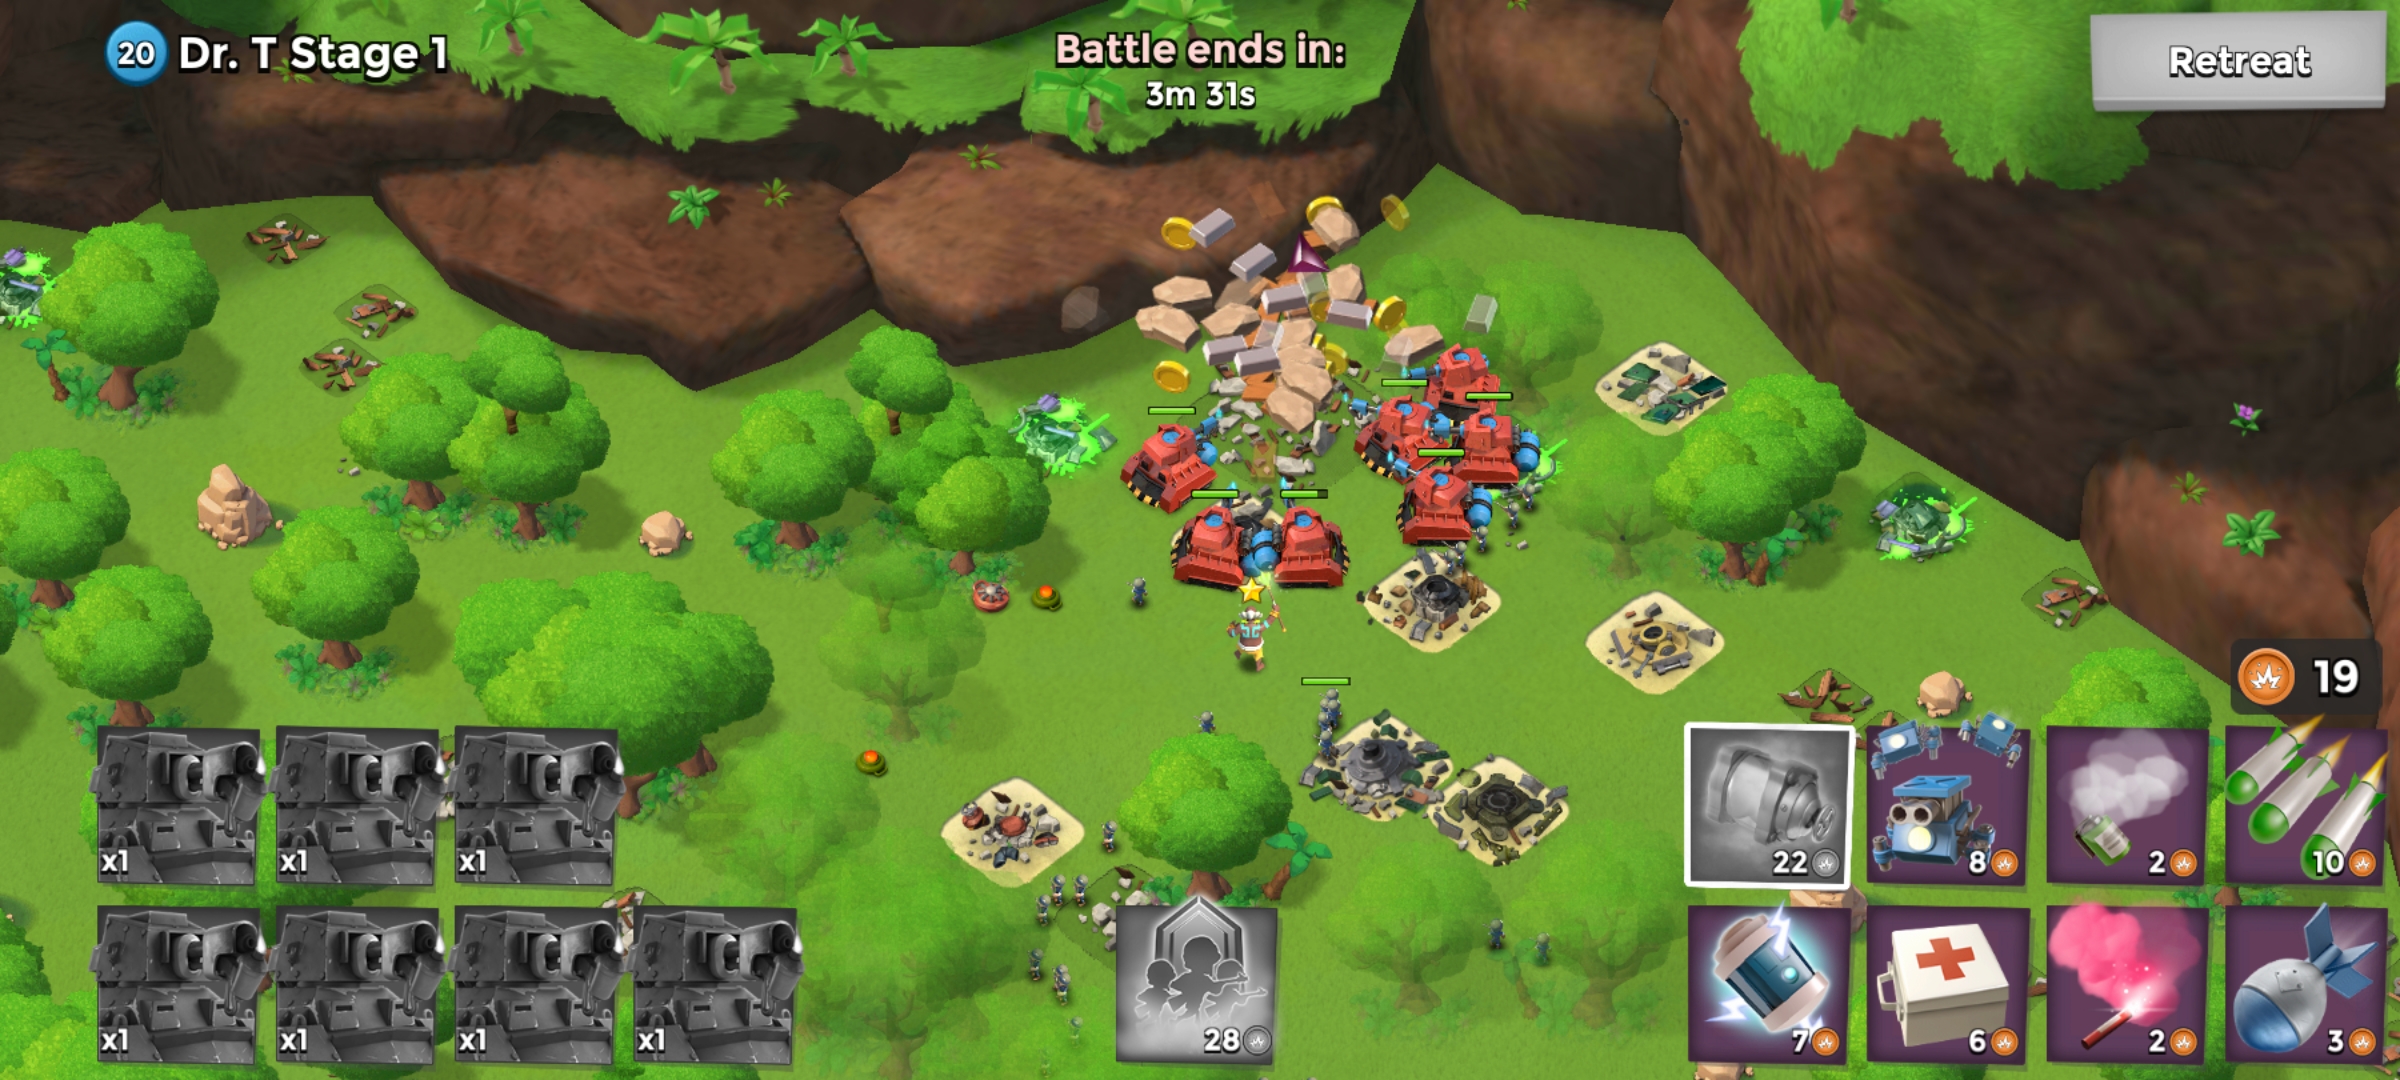 20 Dr. T Stage 1
Battle ends in:
3m 31s
Retreat
19
x1 x1 x1
22 8 2 10
x1 x1 x1 x1
28
7 6 2 3